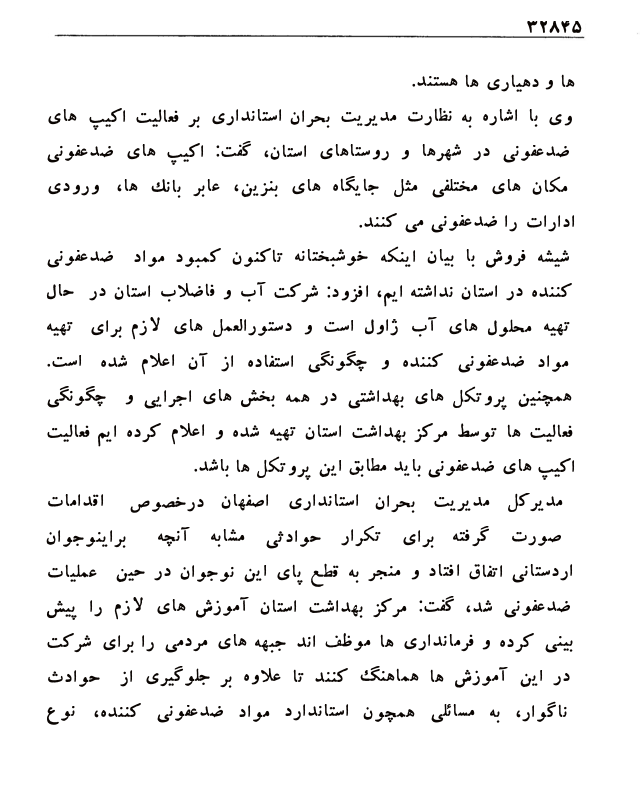 ۳۲۸۴۵
ها و دهیاری ها هستند.
وی با اشاره به نظارت مدیریت بحران استانداری بر فعالیت اکیپ های
ضدعفونی در شهرها و روستاهای استان، گفت: اکیپ های ضدعفونی
مکان های مختلفی مثل جایگاه های بنزین، عابر بانك ها، ورودی
ادارات را ضدعفونی می کنند.
شیشه فروش با بیان اینکه خوشبختانه تاکنون کمبود مواد ضدعفونی
کننده در استان نداشته ایم، افزود: شرکت آب و فاضلاب استان در حال
تهیه محلول های آب ژاول است و دستورالعمل های لازم برای تهیه
مواد ضدعفونی کننده و چگونگی استفاده از آن اعلام شده است.
همچنین پروتکل های بهداشتی در همه بخش های اجرایی و چگونگی
فعالیت ها توسط مرکز بهداشت استان تهیه شده و اعلام کرده ایم فعالیت
اکیپ های ضدعفونی باید مطابق این پروتکل ها باشد.
مدیرکل مدیریت بحران استانداری اصفهان درخصوص اقدامات
صورت گرفته برای تکرار حوادثی مشابه آنچه براینوجوان
اردستانی اتفاق افتاد و منجر به قطع پای این نوجوان در حین عملیات
ضدعفونی شد، گفت: مرکز بهداشت استان آموزش های لازم را پیش
بینی کرده و فرمانداری ها موظف اند جبهه های مردمی را برای شرکت
در این آموزش ها هماهنگ کنند تا علاوه بر جلوگیری از حوادث
ناگوار، به مسائلی همچون استاندارد مواد ضدعفونی کننده، نوع